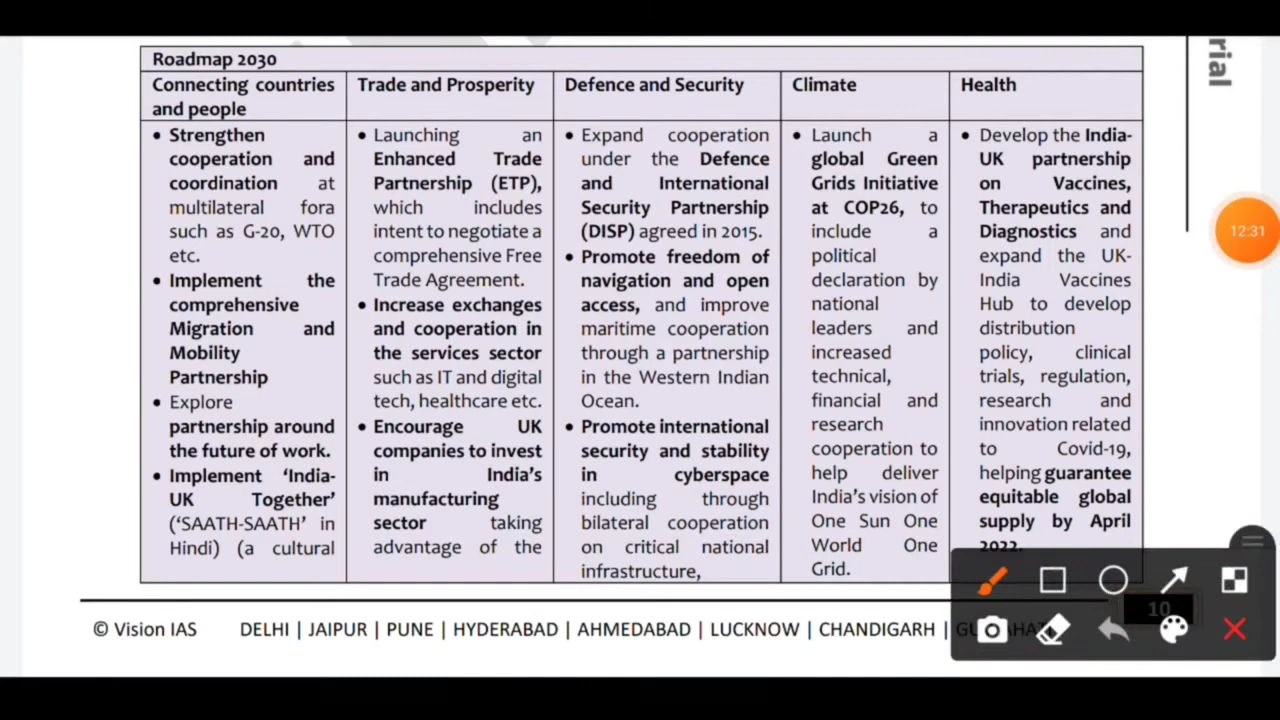 rial
Roadmap 2030
Connecting countries
and people
Trade and Prosperity
Defence and Security
Climate
Health
• Strengthen
cooperation and
coordination at
multilateral fora
such as G-20, WTO
etc.
• Implement the
comprehensive
Migration and
Mobility
Partnership
• Explore
partnership around
the future of work.
• Implement ‘India-
UK Together’
(‘SAATH-SAATH’ in
Hindi) (a cultural
• Launching an
Enhanced Trade
Partnership (ETP),
which includes
intent to negotiate a
comprehensive Free
Trade Agreement.
• Increase exchanges
and cooperation in
the services sector
such as IT and digital
tech, healthcare etc.
• Encourage UK
companies to invest
in India’s
manufacturing
sector taking
advantage of the
• Expand cooperation
under the Defence
and International
Security Partnership
(DISP) agreed in 2015.
• Promote freedom of
navigation and open
access, and improve
maritime cooperation
through a partnership
in the Western Indian
Ocean.
• Promote international
security and stability
in cyberspace
including through
bilateral cooperation
on critical national
infrastructure,
• Launch a
global Green
Grids Initiative
at COP26, to
include a
political
declaration by
national
leaders and
increased
technical,
financial and
research
cooperation to
help deliver
India’s vision of
One Sun One
World One
Grid.
• Develop the India-
UK partnership
on Vaccines,
Therapeutics and
Diagnostics and
expand the UK-
India Vaccines
Hub to develop
distribution
policy, clinical
trials, regulation,
research and
innovation related
to Covid-19,
helping guarantee
equitable global
supply by April
2022.
12:31
10
© Vision IAS
DELHI | JAIPUR | PUNE | HYDERABAD | AHMEDABAD | LUCKNOW | CHANDIGARH |